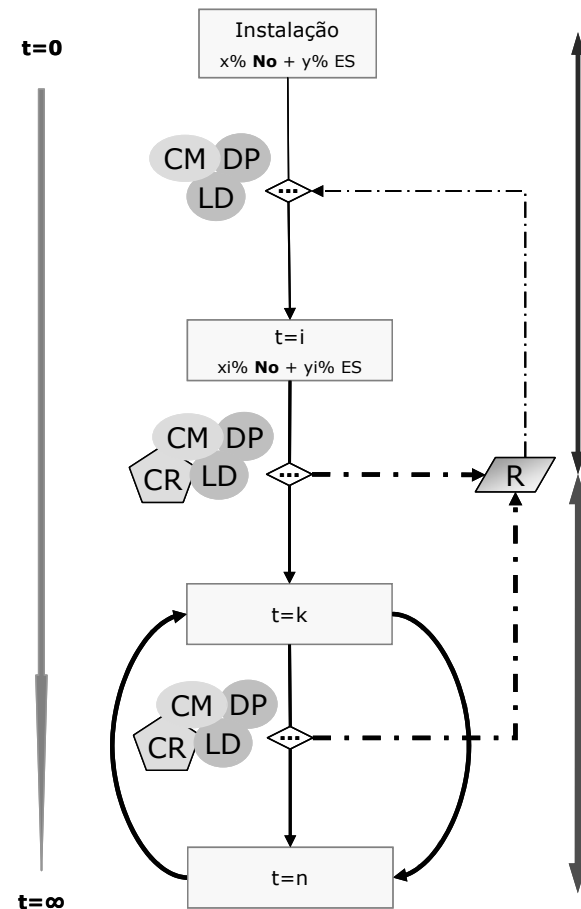 t=0
Instalação
x% No + y% ES
CM DP
LD
...
t=i
xi% No + yi% ES
CM DP
CR LD
...
R
t=k
CM DP
CR LD
...
t=n
t=∞